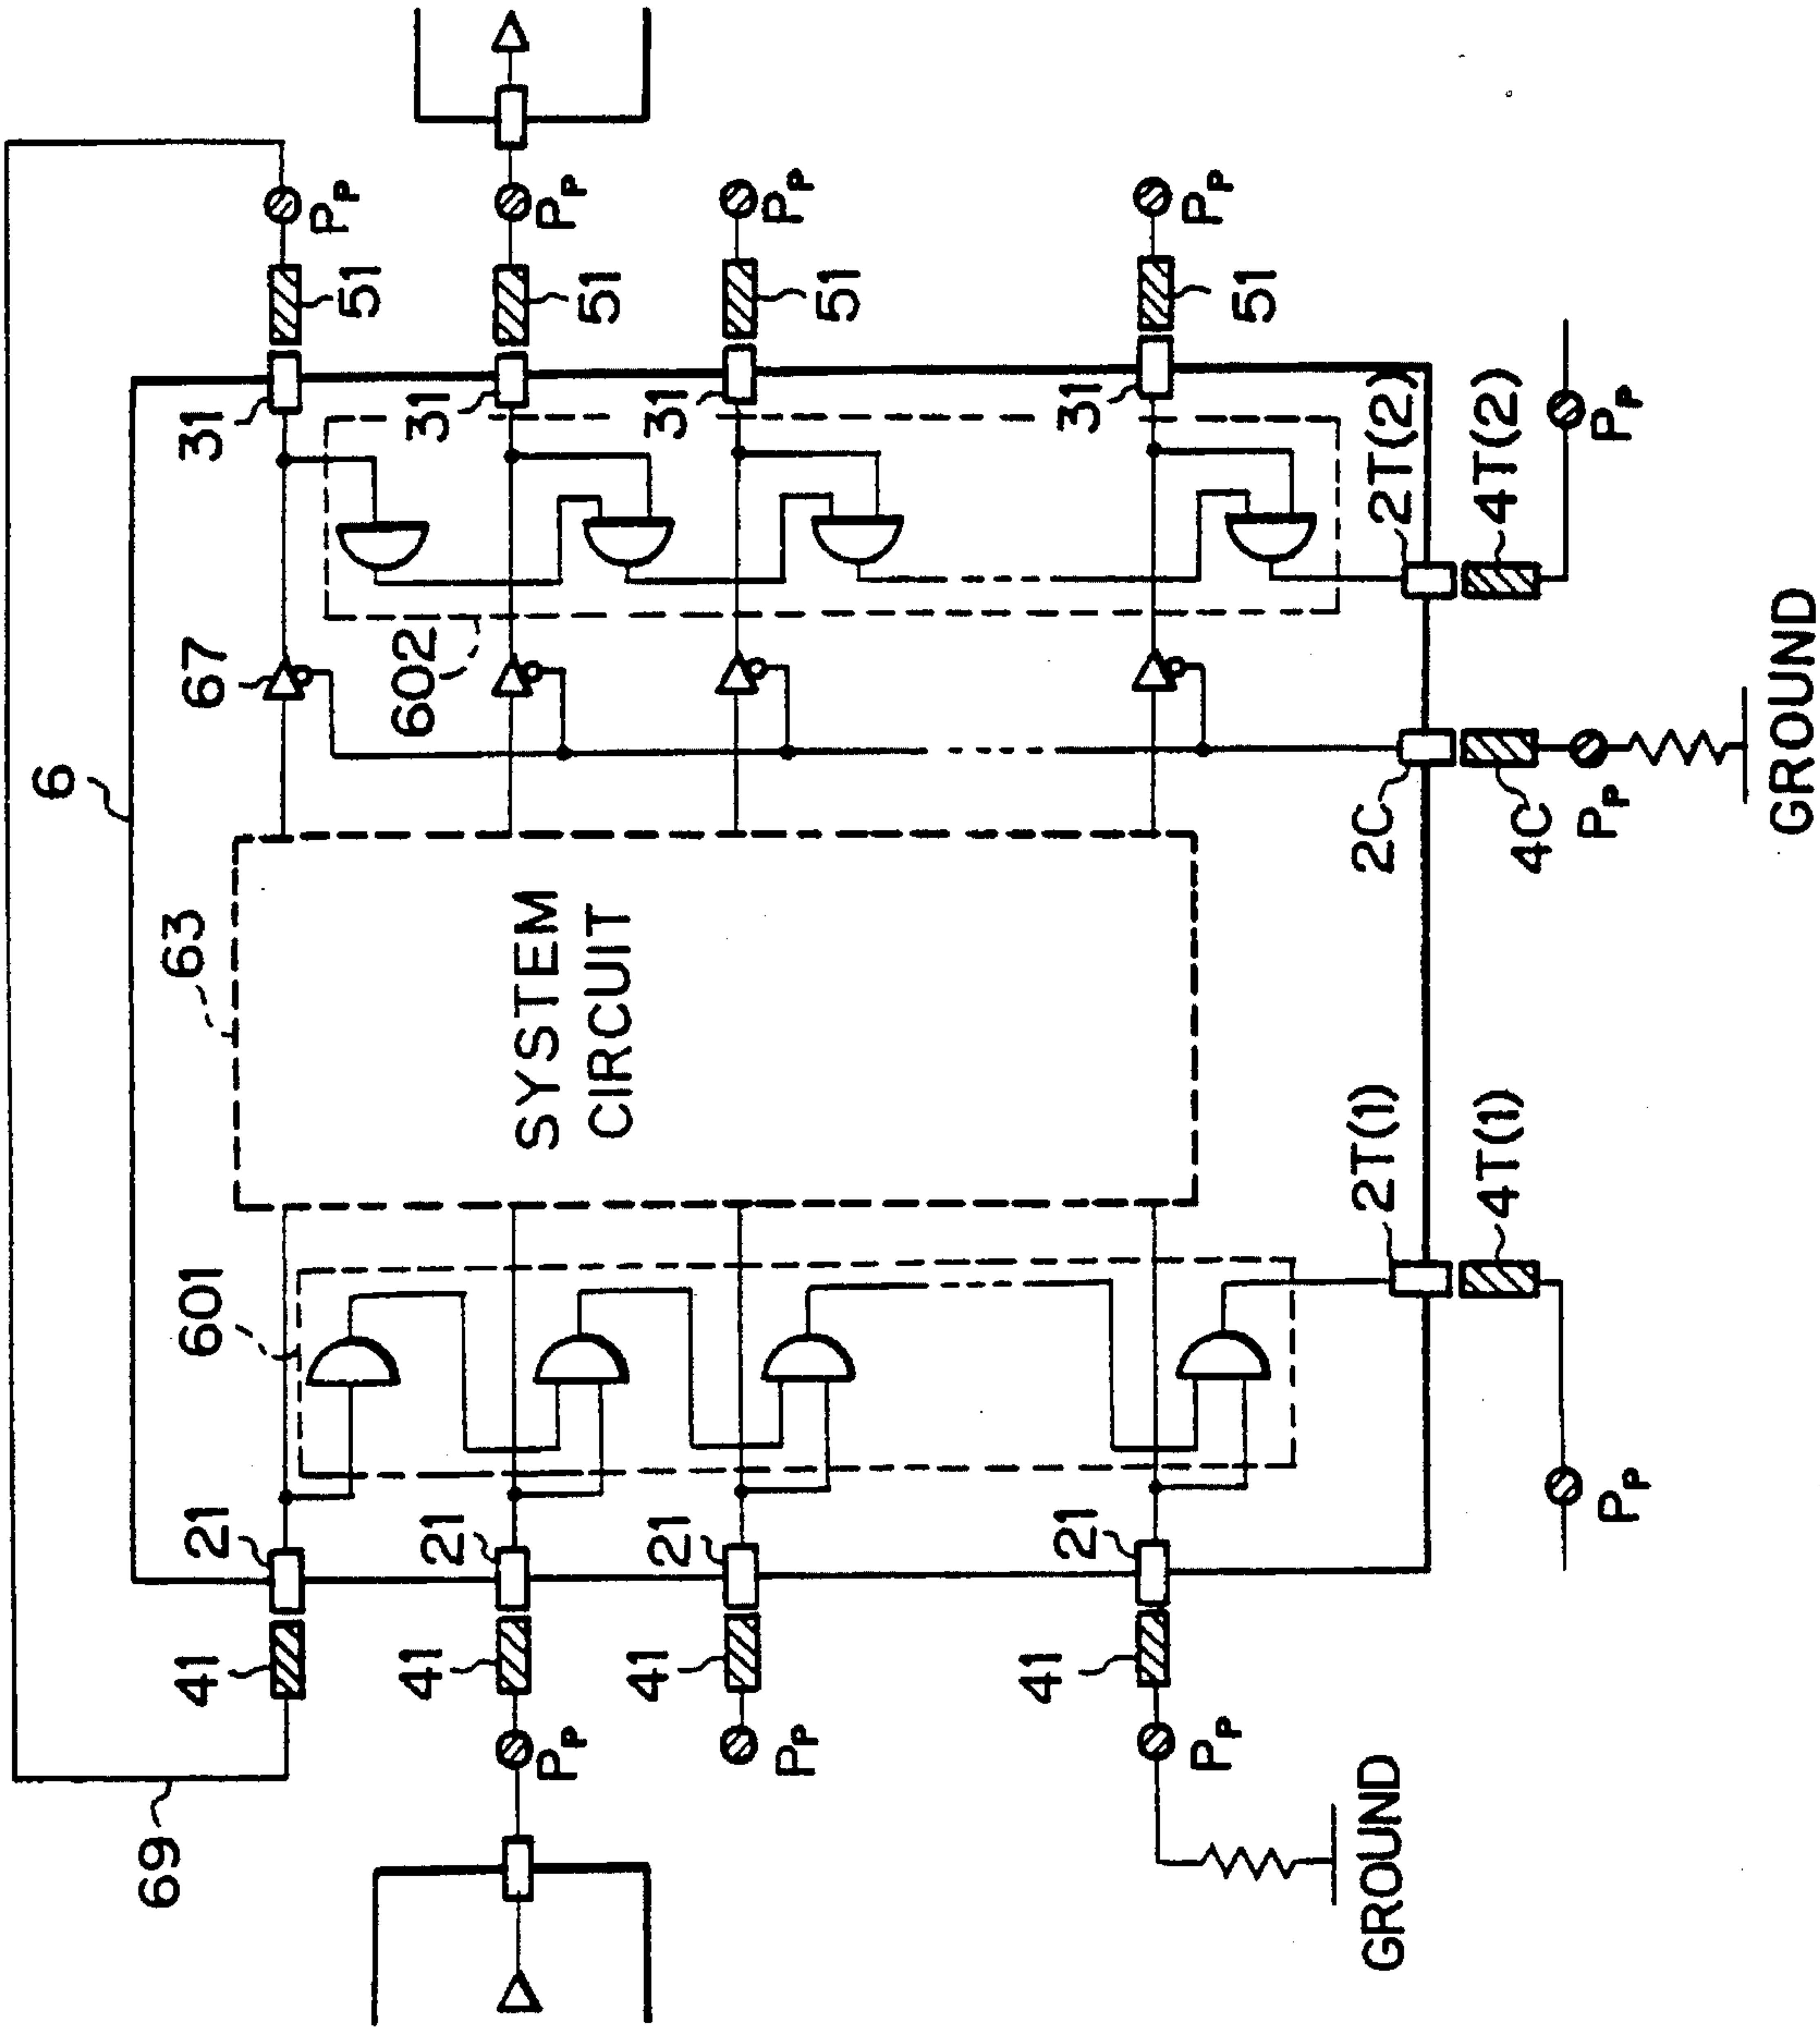 6
69
63
41
21
601
67
31
PP
51
41
21
602
31
PP
SYSTEM
PP
51
CIRCUIT
41
21
31
PP
PP
51
41
21
31
PP
PP
51
GROUND
2T(1)
2C
2T(2)
4T(1)
4C
4T(2)
PP
PP
PP
GROUND